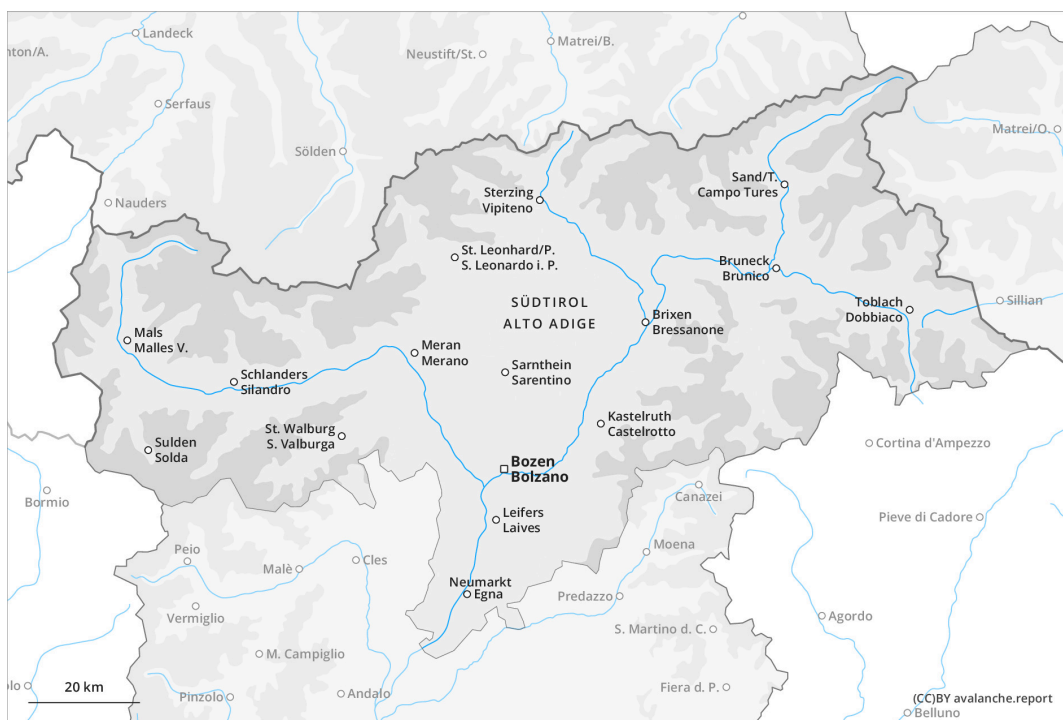 Landeck
nton/A.
Neustift/St.
Matrei/B.
Serfaus
Matrei/O.
Sölden
Sand/T.
Campo Tures
Sterzing
Vipiteno
Nauders
St. Leonhard/P.
S. Leonardo i. P.
Bruneck
Brunico
SÜDTIROL
ALTO ADIGE
Toblach
Dobbiaco
Sillian
Brixen
Bressanone
Mals
Malles V.
Meran
Merano
Sarnthein
Sarentino
Schlanders
Silandro
Kastelruth
Castelrotto
St. Walburg
S. Valburga
Sulden
Solda
Cortina d'Ampezzo
Bozen
Bolzano
Bormio
Canazei
Leifers
Laives
Pieve di Cadore
Peio
Malè
Cles
Moena
Neumarkt
Egna
Predazzo
Vermiglio
Agordo
S. Martino d. C.
M. Campiglio
20 km
olo
Pinzolo
Andalo
Fiera d. P.
(CC)BY avalanche.report
Belluno